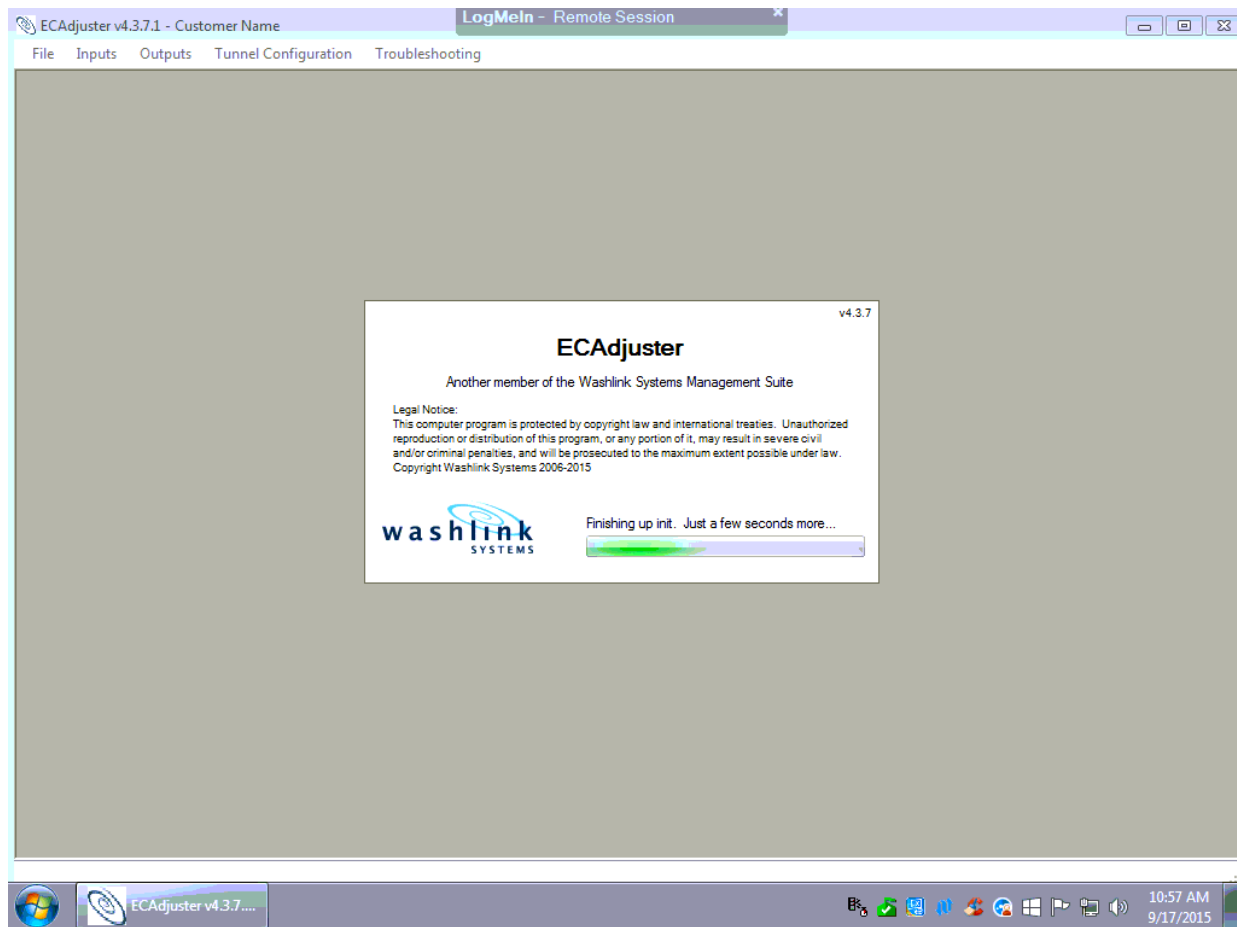 ECAdjuster v4.3.7.1 - Customer Name
LogMeIn - Remote Session
File Inputs Outputs Tunnel Configuration Troubleshooting
v4.3.7
ECAdjuster
Another member of the Washlink Systems Management Suite
Legal Notice:
This computer program is protected by copyright law and international treaties. Unauthorized
reproduction or distribution of this program, or any portion of it, may result in severe civil
and/or criminal penalties, and will be prosecuted to the maximum extent possible under law.
Copyright Washlink Systems 2006-2015
washlink
SYSTEMS
Finishing up init. Just a few seconds more...
ECAdjuster v4.3.7....
10:57 AM
9/17/2015